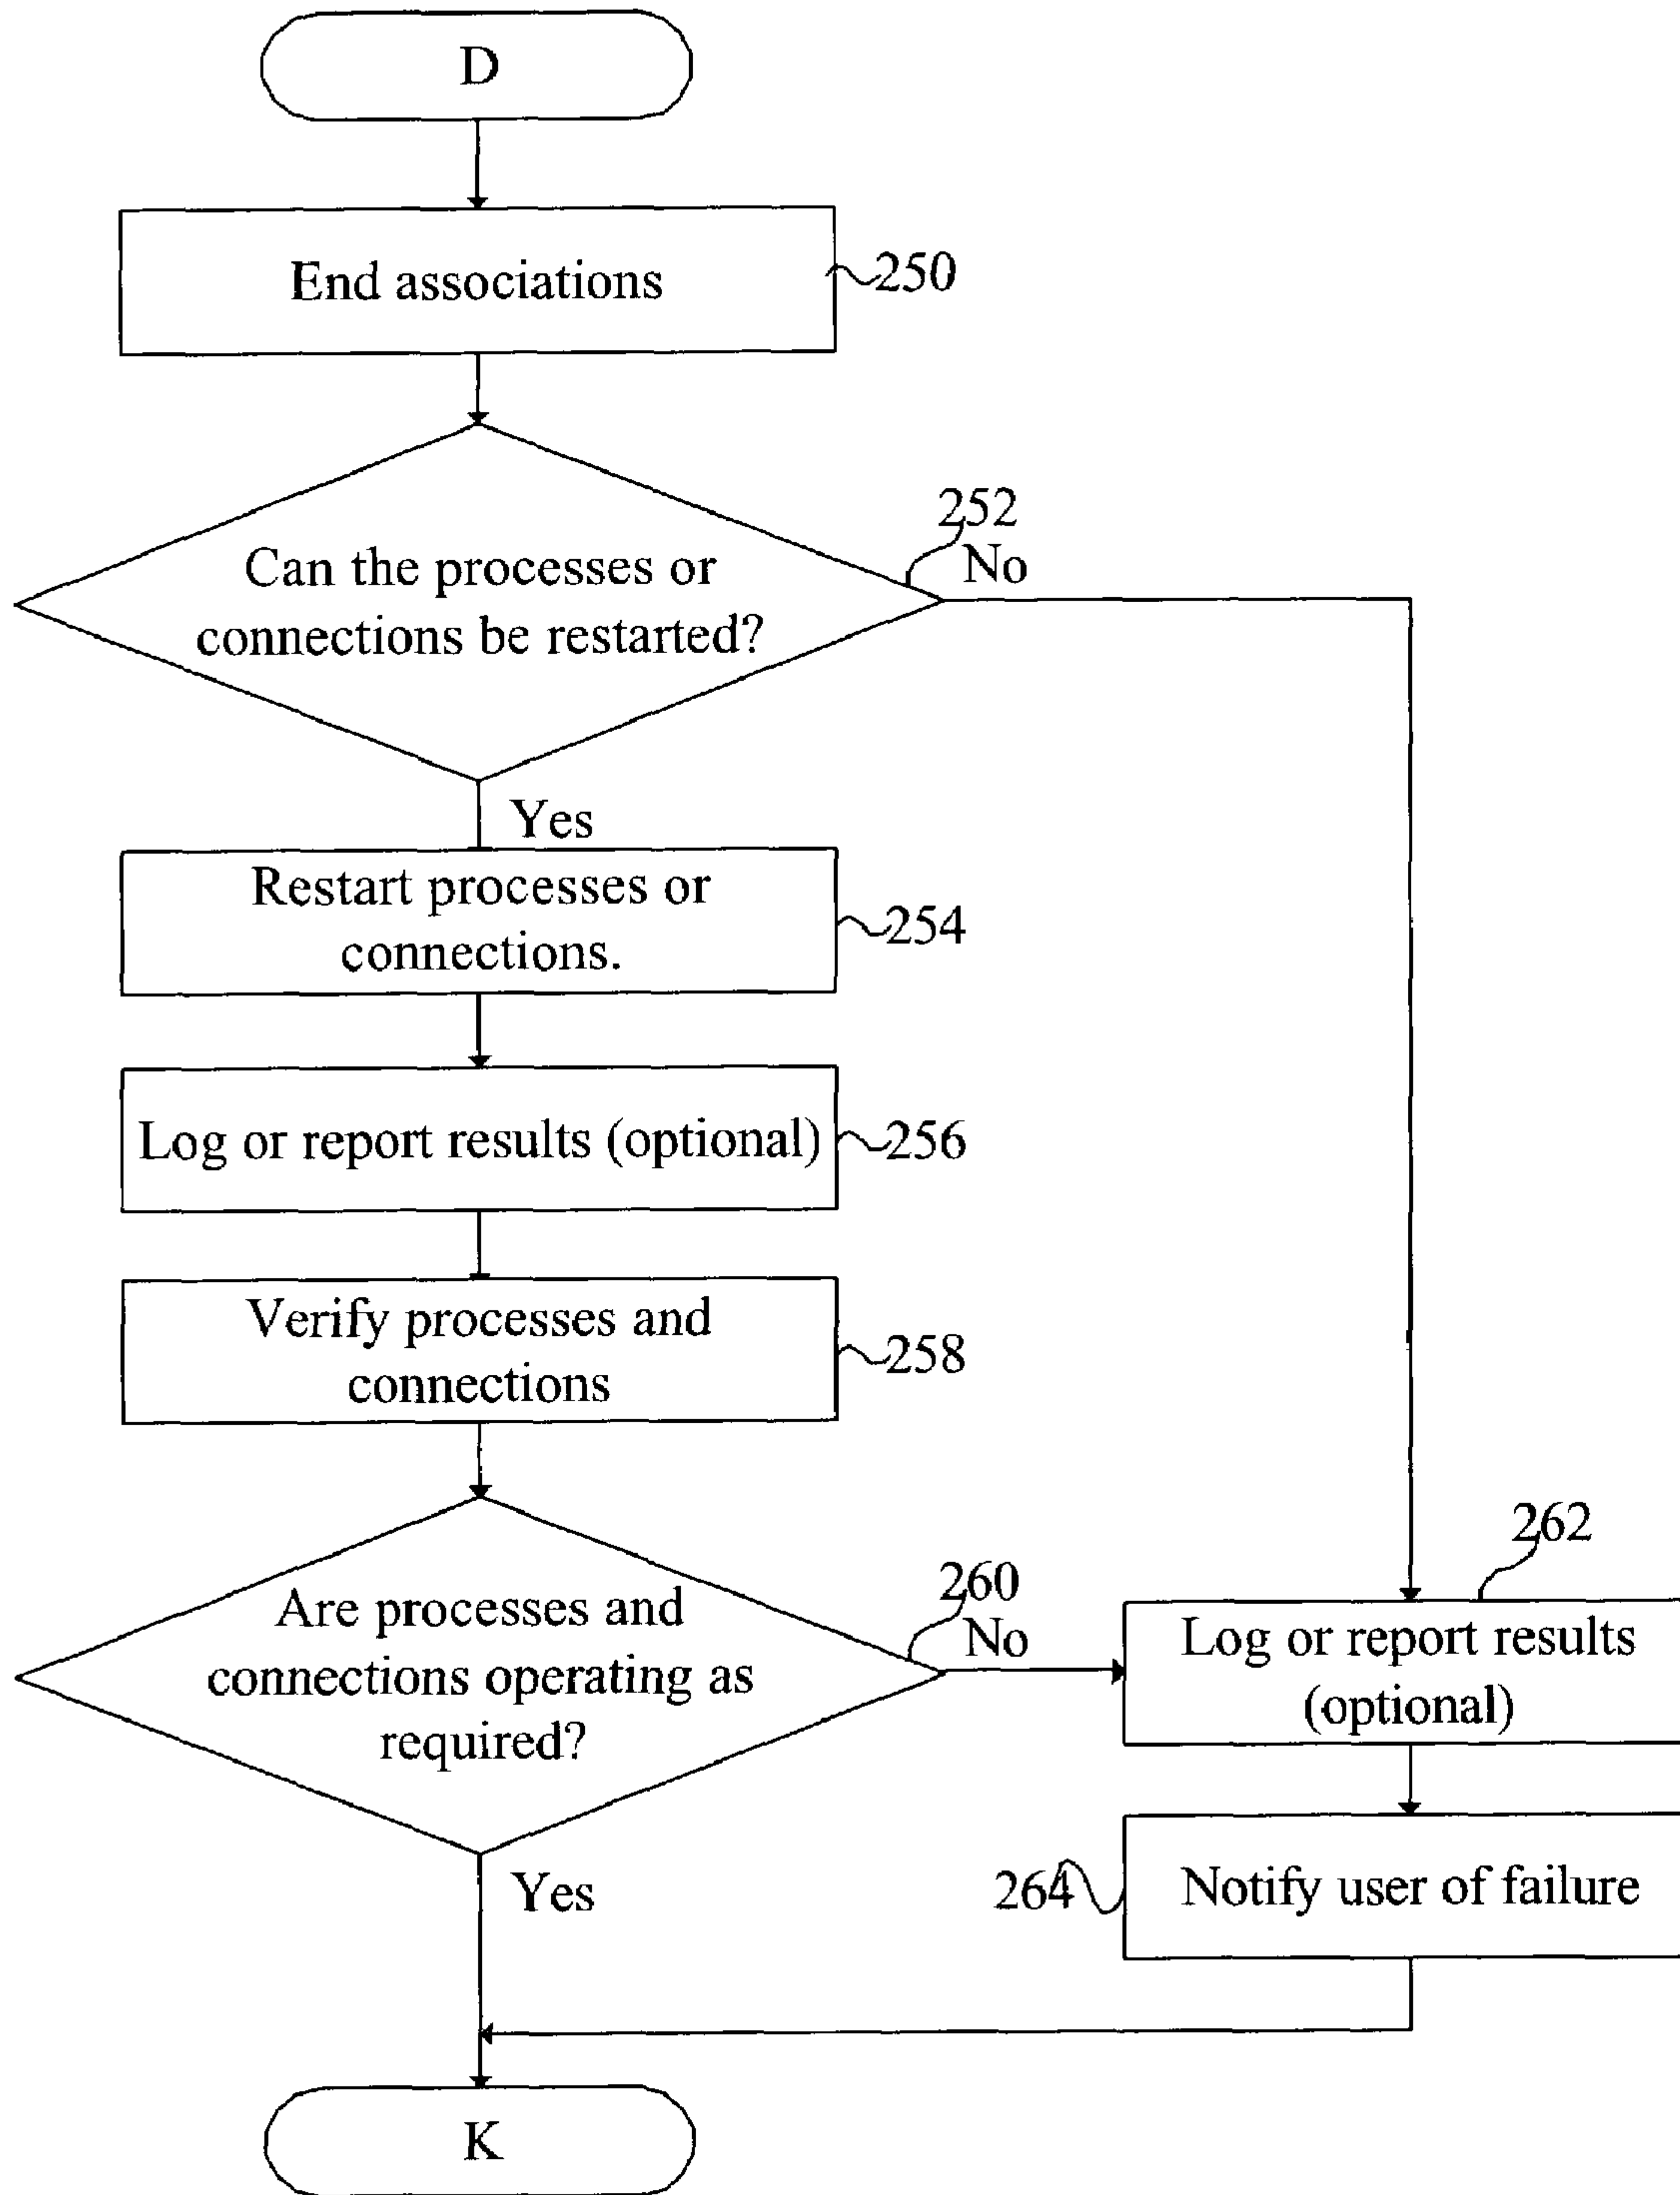 D
End associations
250
252
Can the processes or
connections be restarted?
No
Yes
Restart processes or
connections.
254
Log or report results (optional)
256
Verify processes and
connections
258
Are processes and
connections operating as
required?
260
No
262
Log or report results
(optional)
Yes
264
Notify user of failure
K